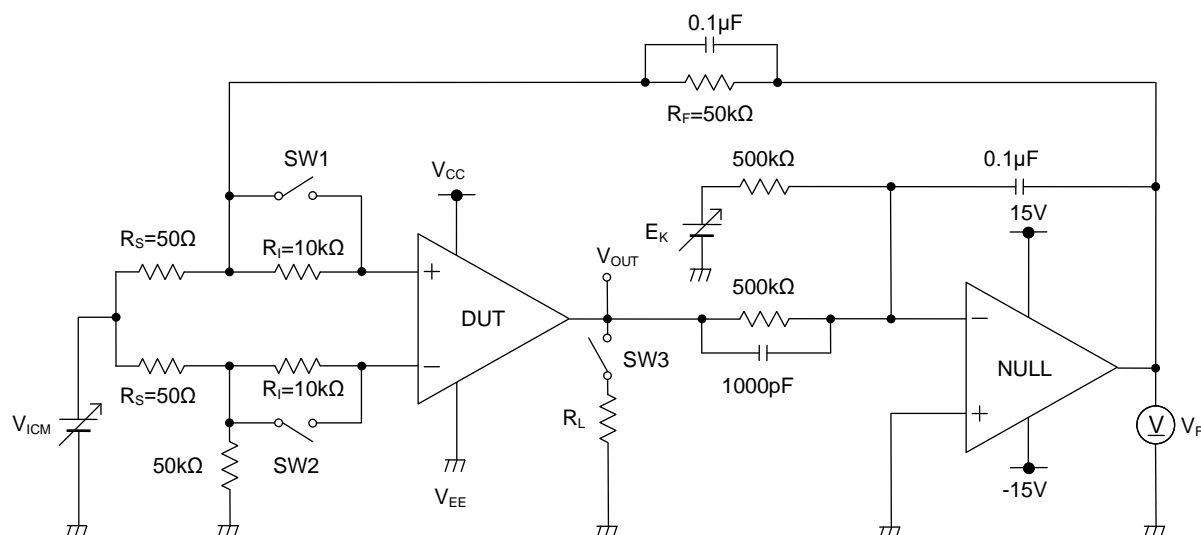 0.1µF
RF=50kΩ
SW1
VCC
500kΩ
0.1µF
15V
EK
RS=50Ω
RI=10kΩ
VOUT
500kΩ
+
DUT
−
−
NULL
+
SW3
1000pF
RS=50Ω
RI=10kΩ
VICM
RL
V
VF
50kΩ
SW2
VEE
-15V